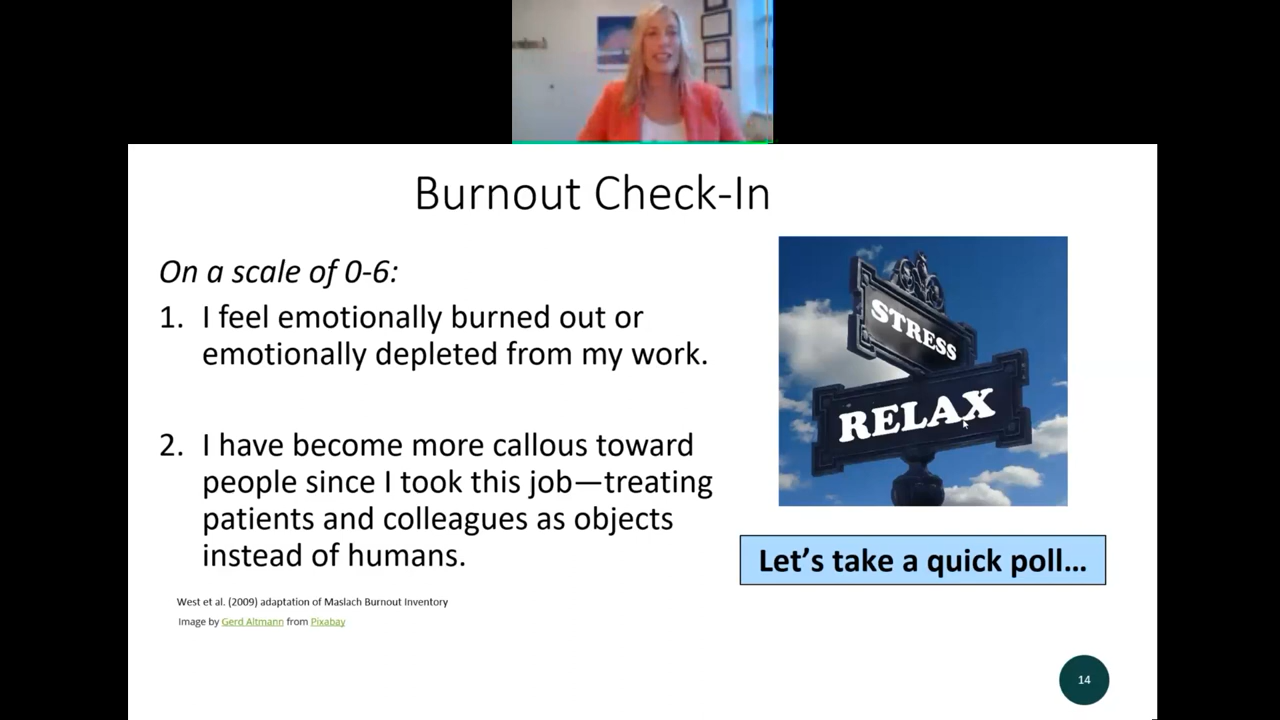 Burnout Check-In
On a scale of 0-6:
1. I feel emotionally burned out or
emotionally depleted from my work.
2. I have become more callous toward
people since I took this job—treating
patients and colleagues as objects
instead of humans.
STRESS
RELAX
Let's take a quick poll...
West et al. (2009) adaptation of Maslach Burnout Inventory
Image by Gerd Altmann from Pixabay
14